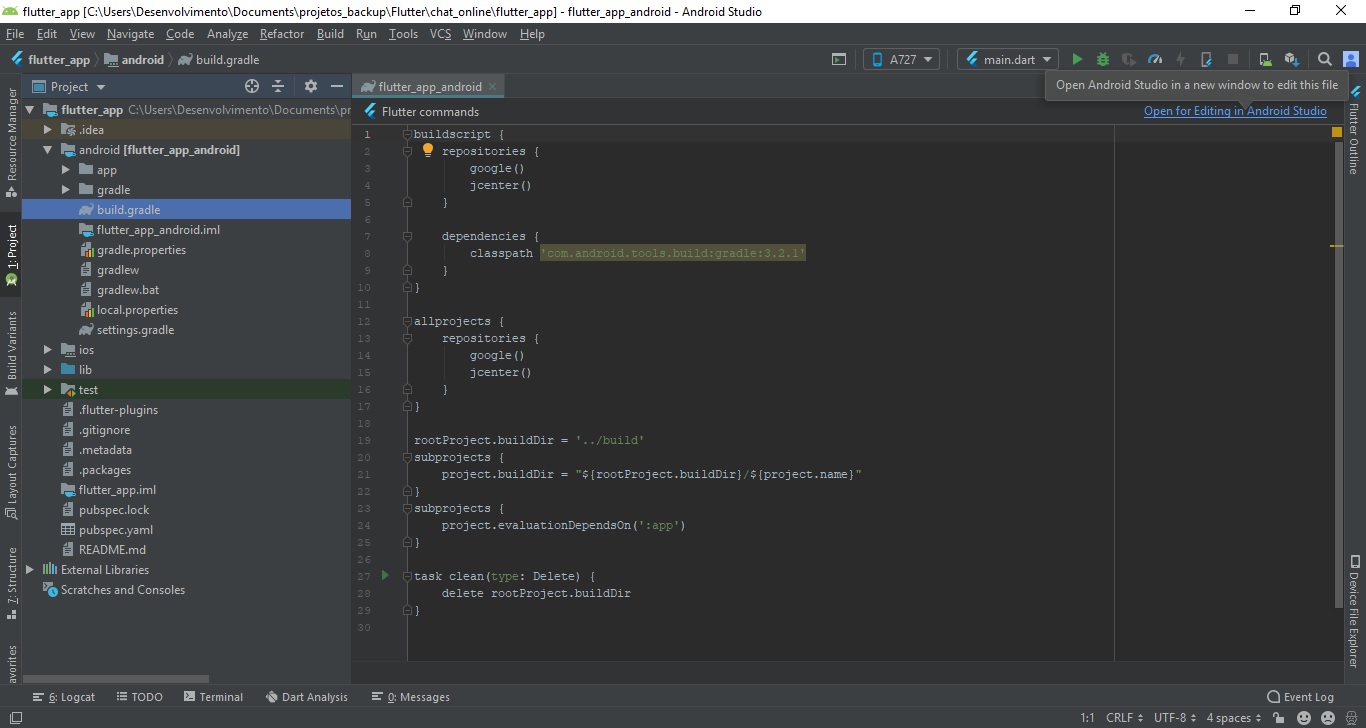 flutter_app [C:\Users\Desenvolvimento\Documents\projetos_backup\Flutter\chat_online\flutter_app] - flutter_app_android - Android Studio
File Edit View Navigate Code Analyze Refactor Build Run Tools VCS Window Help
flutter_app android build.gradle A727 main.dart
Open Android Studio in a new window to edit this file
Project flutter_app_android
Flutter commands Open for Editing in Android Studio
flutter_app C:\Users\Desenvolvimento\Documents\pr
.idea
android [flutter_app_android]
app
gradle
build.gradle
flutter_app_android.iml
gradle.properties
gradlew
gradlew.bat
local.properties
settings.gradle
ios
lib
test
.flutter-plugins
.gitignore
.metadata
.packages
flutter_app.iml
pubspec.lock
pubspec.yaml
README.md
External Libraries
Scratches and Consoles
Resource Manager
1: Project
Build Variants
Layout Captures
7: Structure
avorites
1 buildscript {
2 repositories {
3 google()
4 jcenter()
5 }
6
7 dependencies {
8 classpath 'com.android.tools.build:gradle:3.2.1'
9 }
10 }
11
12 allprojects {
13 repositories {
14 google()
15 jcenter()
16 }
17 }
18
19 rootProject.buildDir = '../build'
20 subprojects {
21 project.buildDir = "${rootProject.buildDir}/${project.name}"
22 }
23 subprojects {
24 project.evaluationDependsOn(':app')
25 }
26
27 task clean(type: Delete) {
28 delete rootProject.buildDir
29 }
30
Flutter Outline
Device File Explorer
6: Logcat TODO Terminal Dart Analysis 0: Messages Event Log
1:1 CRLF UTF-8 4 spaces